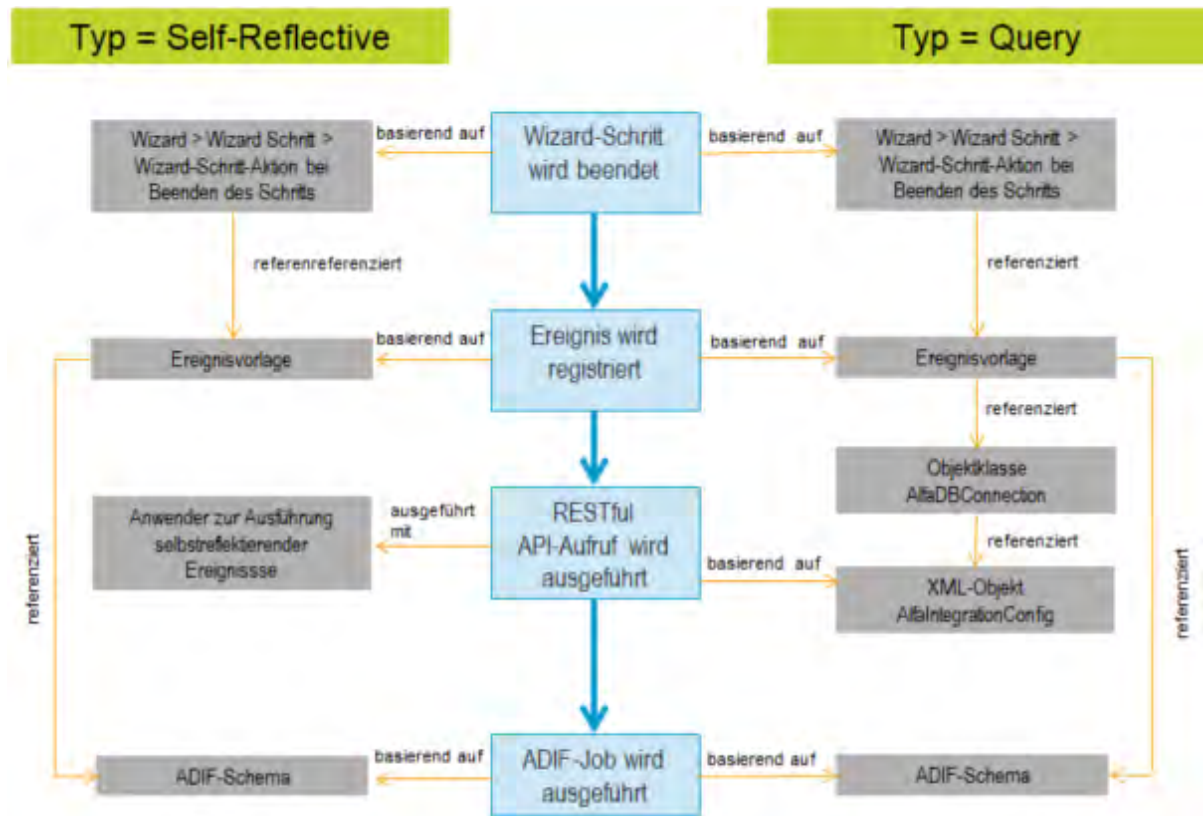 Typ = Self-Reflective
Typ = Query
Wizard > Wizard Schritt >
Wizard-Schritt-Aktion bei
Beenden des Schritts
basierend auf
Wizard-Schritt
wird beendet
basierend auf
Wizard > Wizard Schritt >
Wizard-Schritt-Aktion bei
Beenden des Schritts
referenreferenziert
referenziert
Ereignisvorlage
basierend auf
Ereignis wird
registriert
basierend auf
Ereignisvorlage
referenziert
Objektklasse
AlfaDBConnection
referenziert
Anwender zur Ausführung
selbstreflektierender
Ereignissse
ausgeführt
mit
RESTful
API-Aufruf wird
ausgeführt
basierend auf
XML-Objekt
AlfaIntegrationConfig
referenziert
referenziert
ADIF-Schema
basierend auf
ADIF-Job wird
ausgeführt
basierend auf
ADIF-Schema